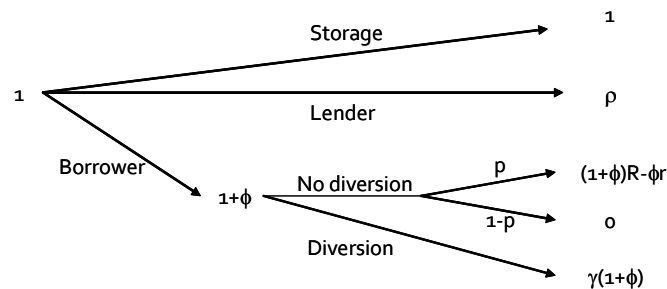 1
Storage
1
Lender
ρ
Borrower
1+ϕ
No diversion
p
(1+ϕ)R-ϕr
1-p
0
Diversion
γ(1+ϕ)